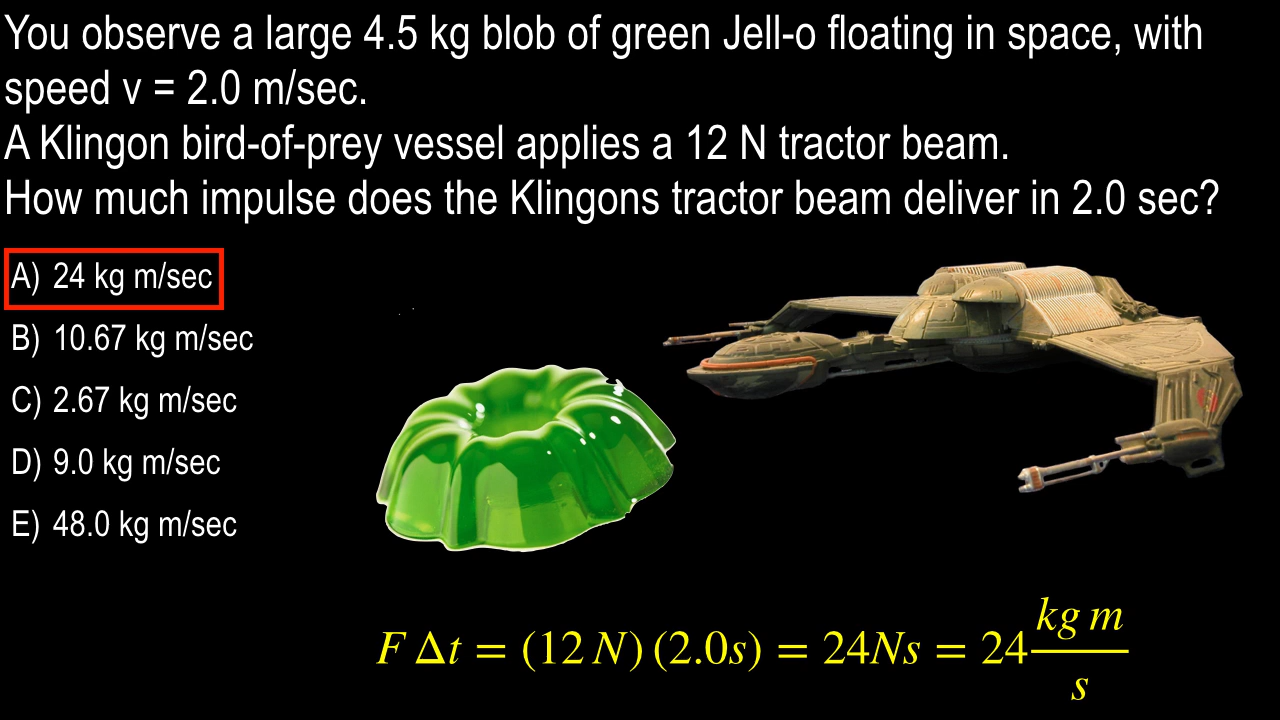 You observe a large 4.5 kg blob of green Jell-o floating in space, with
speed v = 2.0 m/sec.
A Klingon bird-of-prey vessel applies a 12 N tractor beam.
How much impulse does the Klingons tractor beam deliver in 2.0 sec?
A) 24 kg m/sec
B) 10.67 kg m/sec
C) 2.67 kg m/sec
D) 9.0 kg m/sec
E) 48.0 kg m/sec
F Δt = (12 N) (2.0s) = 24Ns = 24 kg m / s